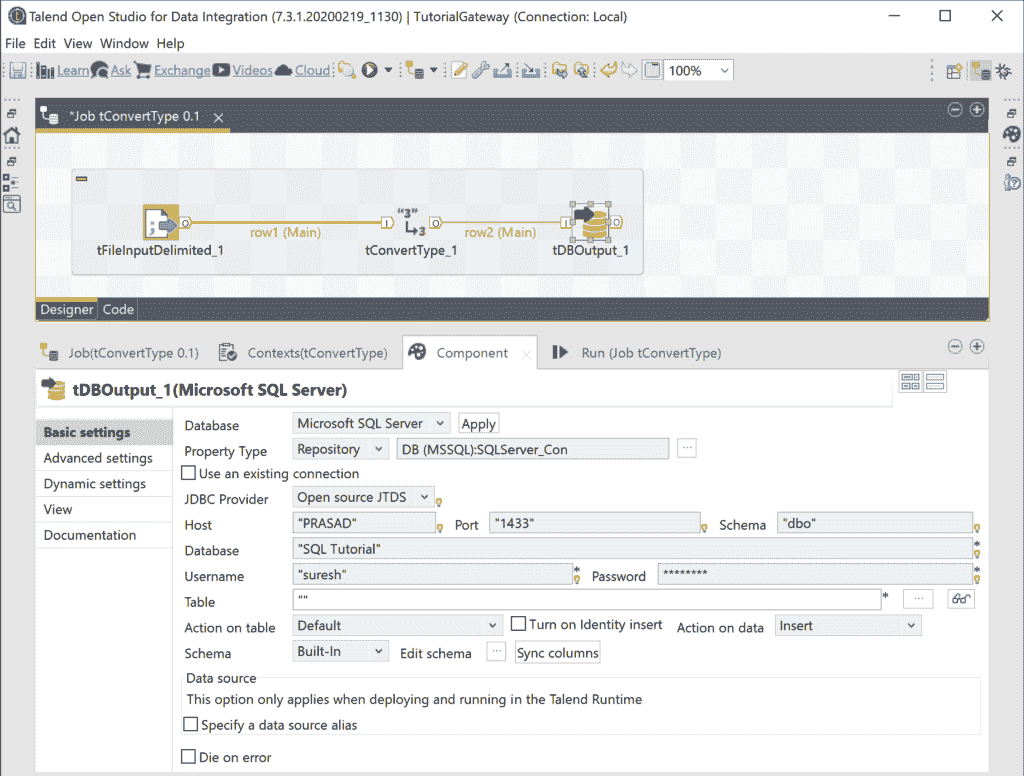 Talend Open Studio for Data Integration (7.3.1.20200219_1130) | TutorialGateway (Connection: Local)
File Edit View Window Help
Learn Ask Exchange Videos Cloud 100%
*Job tConvertType 0.1
"3"
3
O I O I O
row1 (Main) row2 (Main)
tFileInputDelimited_1 tConvertType_1 tDBOutput_1
Designer Code
Job(tConvertType 0.1) Contexts(tConvertType) Component Run (Job tConvertType)
tDBOutput_1(Microsoft SQL Server)
Basic settings
Advanced settings
Dynamic settings
View
Documentation
Database Microsoft SQL Server Apply
Property Type Repository DB (MSSQL):SQLServer_Con ...
Use an existing connection
JDBC Provider Open source JTDS
Host "PRASAD" Port "1433" Schema "dbo"
Database "SQL Tutorial" *
Username "suresh" * Password ******** *
Table "" * ...
Action on table Default Turn on Identity insert Action on data Insert
Schema Built-In Edit schema ... Sync columns
Data source
This option only applies when deploying and running in the Talend Runtime
Specify a data source alias
Die on error